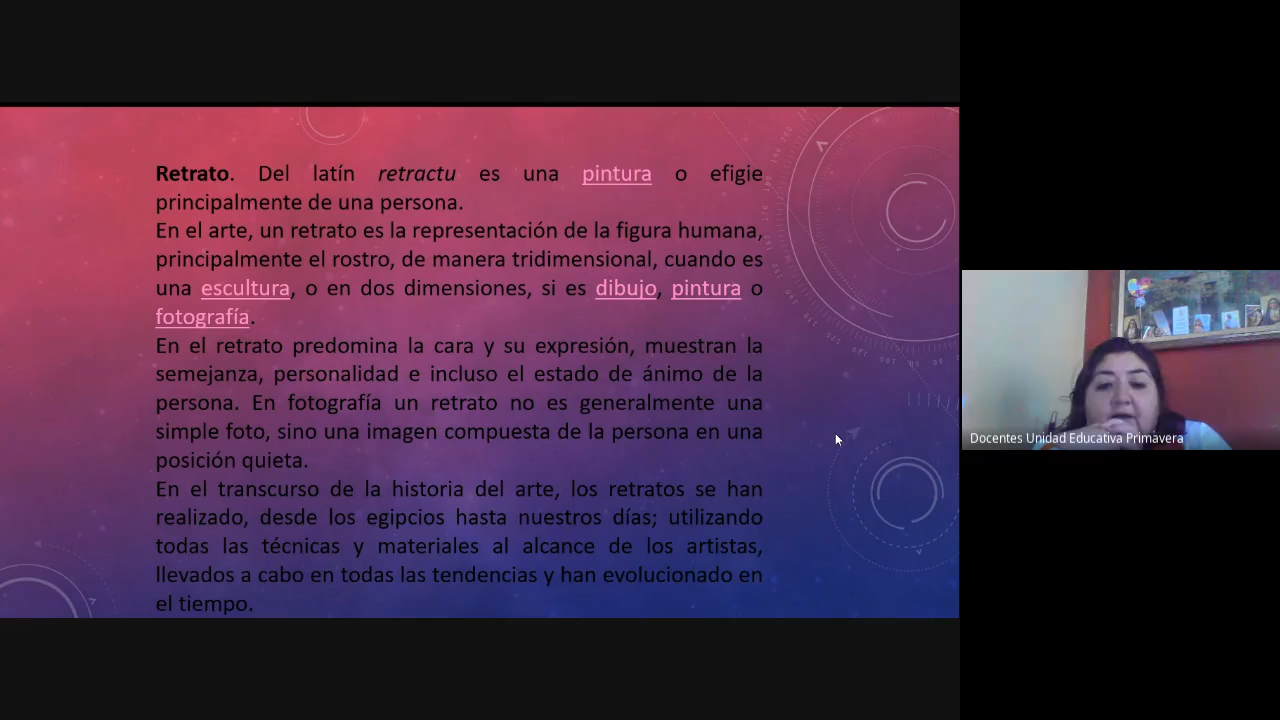 Retrato. Del latín retractu es una pintura o efigie
principalmente de una persona.
En el arte, un retrato es la representación de la figura humana,
principalmente el rostro, de manera tridimensional, cuando es
una escultura, o en dos dimensiones, si es dibujo, pintura o
fotografía.
En el retrato predomina la cara y su expresión, muestran la
semejanza, personalidad e incluso el estado de ánimo de la
persona. En fotografía un retrato no es generalmente una
simple foto, sino una imagen compuesta de la persona en una
posición quieta.
En el transcurso de la historia del arte, los retratos se han
realizado, desde los egipcios hasta nuestros días; utilizando
todas las técnicas y materiales al alcance de los artistas,
llevados a cabo en todas las tendencias y han evolucionado en
el tiempo.
Docentes Unidad Educativa Primavera